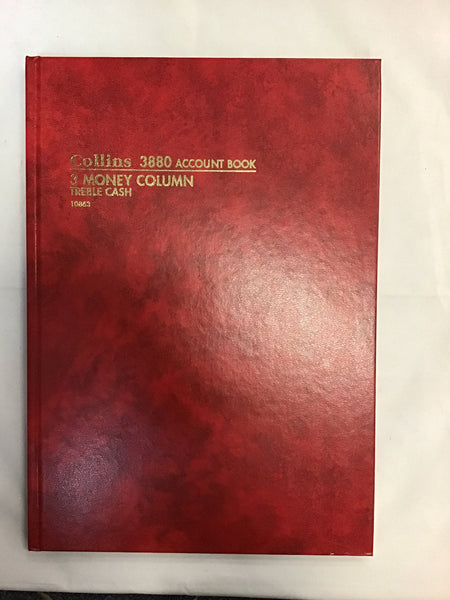 Collins 3880 ACCOUNT BOOK
3 MONEY COLUMN
TREBLE CASH
10863